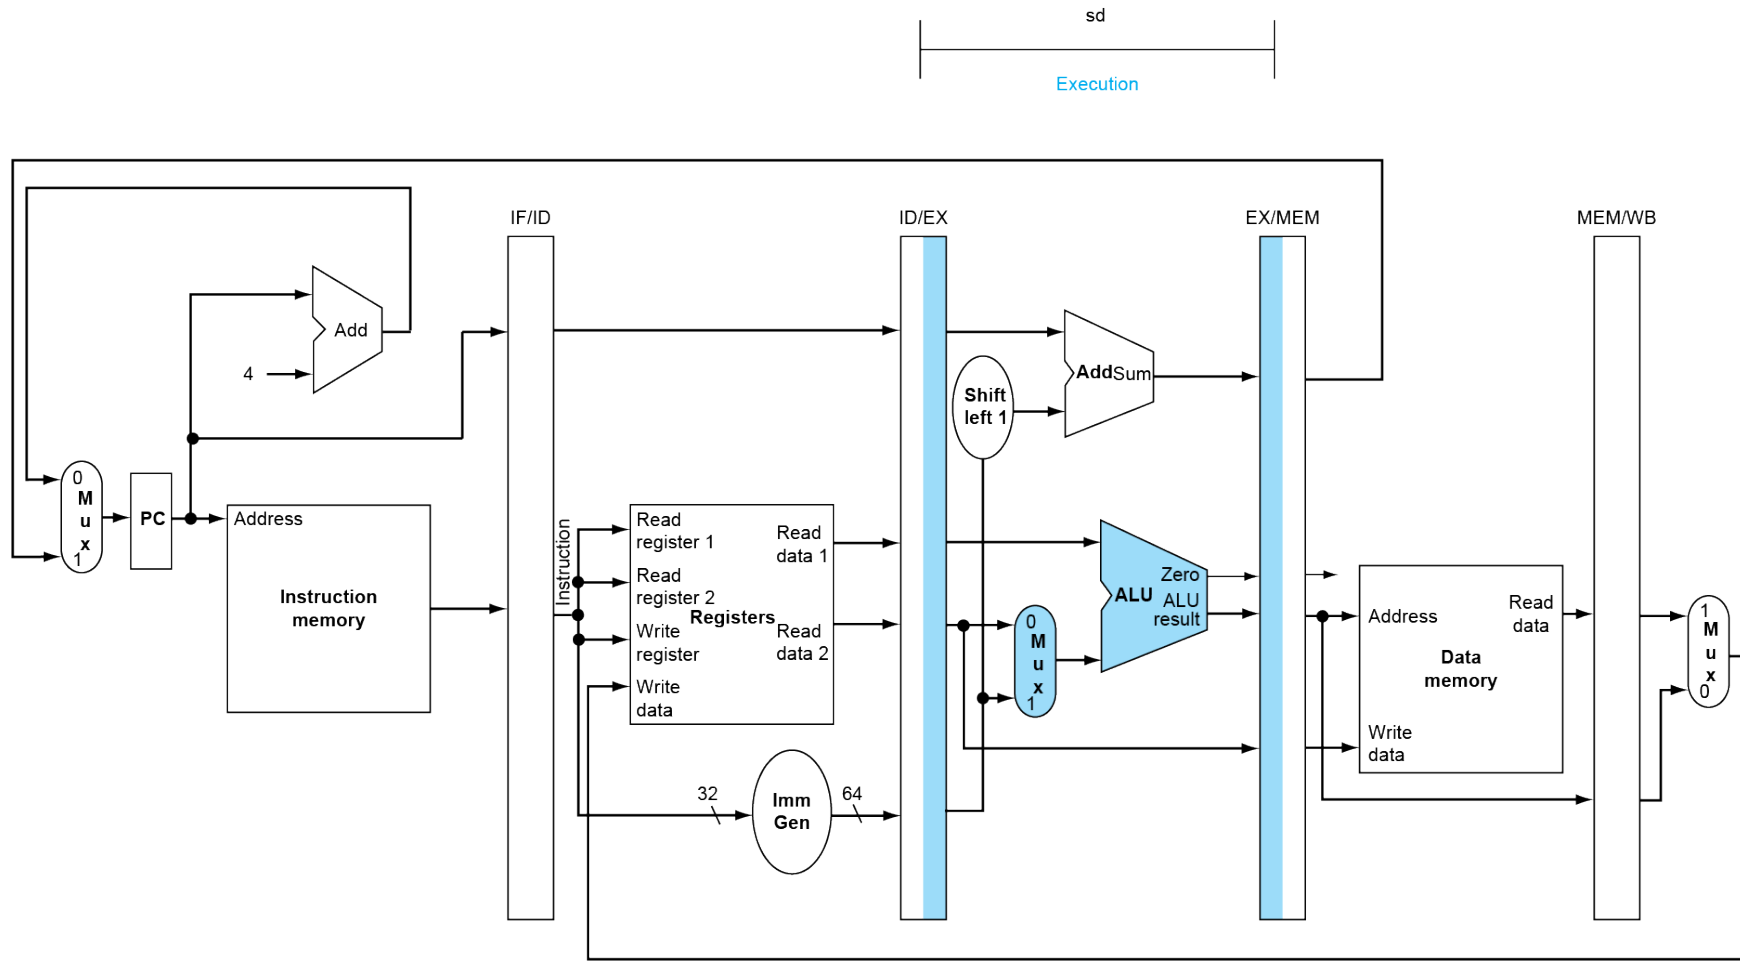 sd
Execution
IF/ID
ID/EX
EX/MEM
MEM/WB
Add
4
Shift
left 1
AddSum
0
M
u
x
1
PC
Address
Instruction
memory
Instruction
Read
register 1
Read
register 2
Write
register
Write
data
Registers
Read
data 1
Read
data 2
32
Imm
Gen
64
0
M
u
x
1
ALU
Zero
ALU
result
Address
Read
data
Data
memory
Write
data
1
M
u
x
0